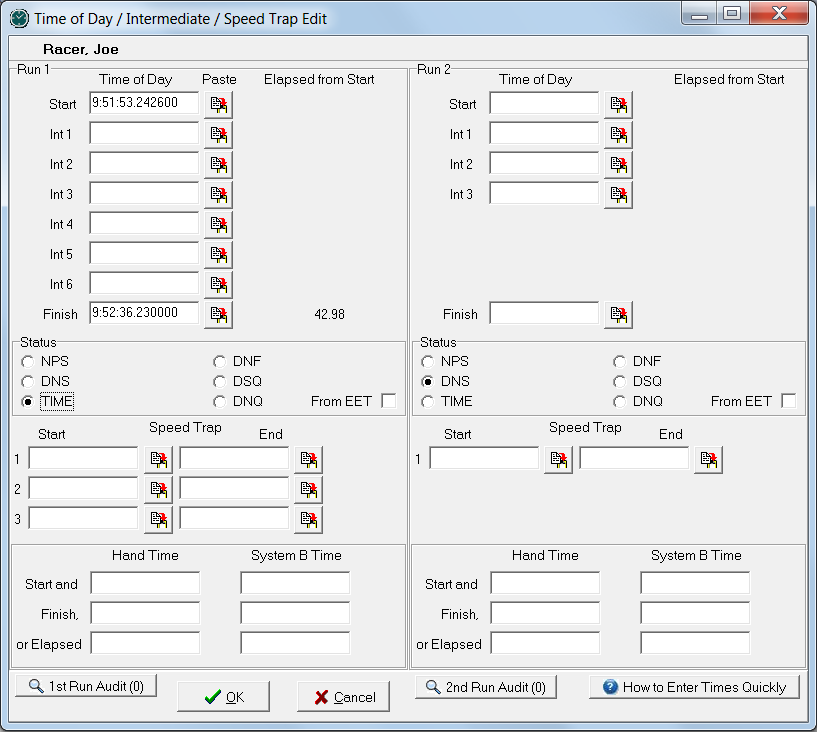 Time of Day / Intermediate / Speed Trap Edit
Racer, Joe
Run 1
Time of Day Paste Elapsed from Start
Start 9:51:53.242600
Int 1
Int 2
Int 3
Int 4
Int 5
Int 6
Finish 9:52:36.230000 42.98
Status
NPS DNF
DNS DSQ
TIME DNQ From EET
Speed Trap
Start End
1
2
3
Hand Time System B Time
Start and
Finish,
or Elapsed
1st Run Audit (0)
OK
Cancel
Run 2
Time of Day Elapsed from Start
Start
Int 1
Int 2
Int 3
Finish
Status
NPS DNF
DNS DSQ
TIME DNQ From EET
Speed Trap
Start End
1
Hand Time System B Time
Start and
Finish,
or Elapsed
2nd Run Audit (0)
How to Enter Times Quickly